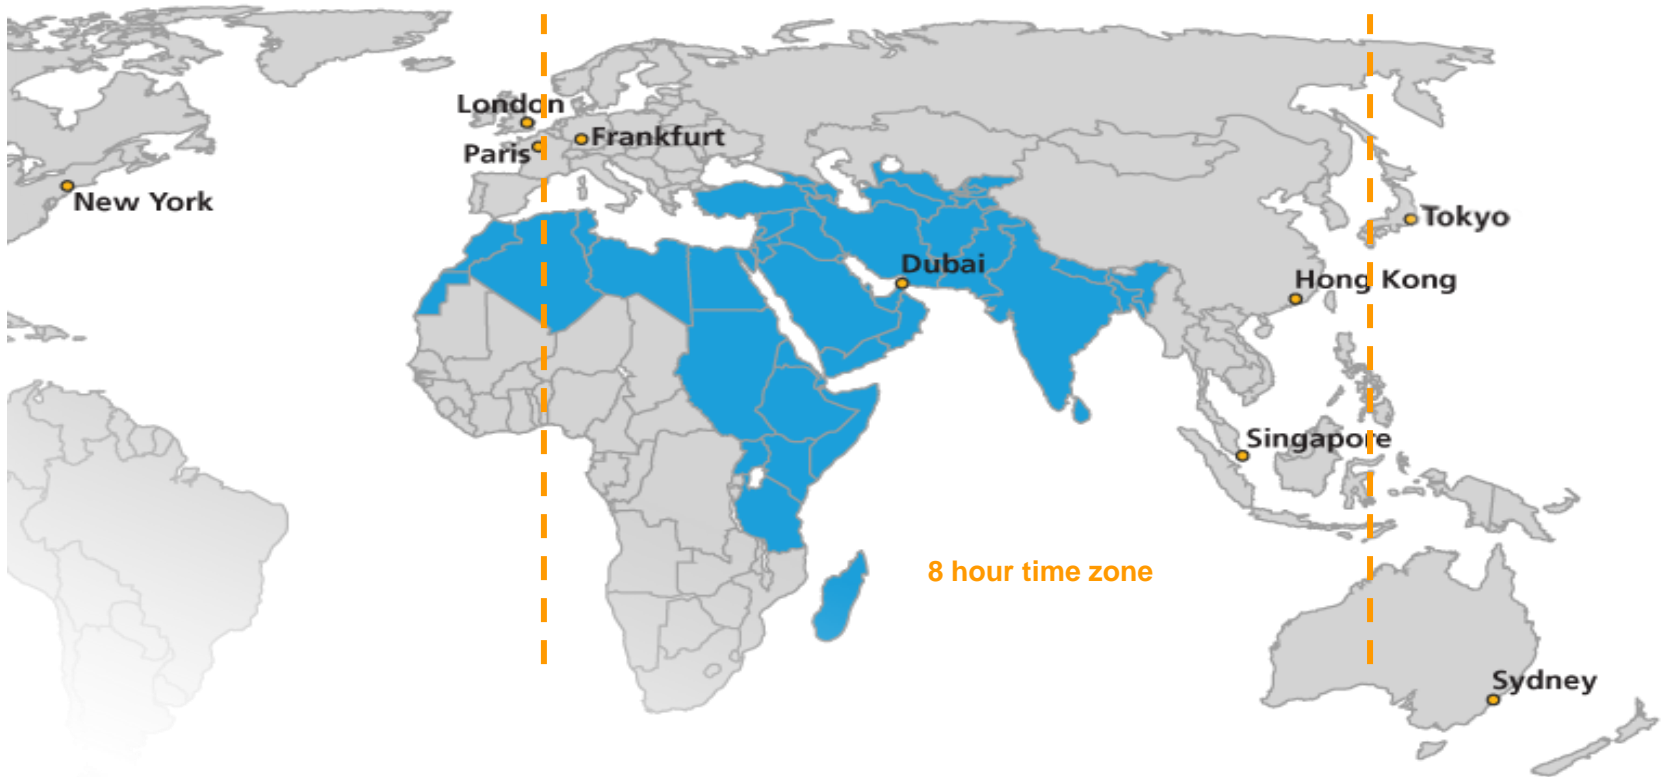 London
Frankfurt
Paris
New York
Tokyo
Dubai
Hong Kong
Singapore
8 hour time zone
Sydney